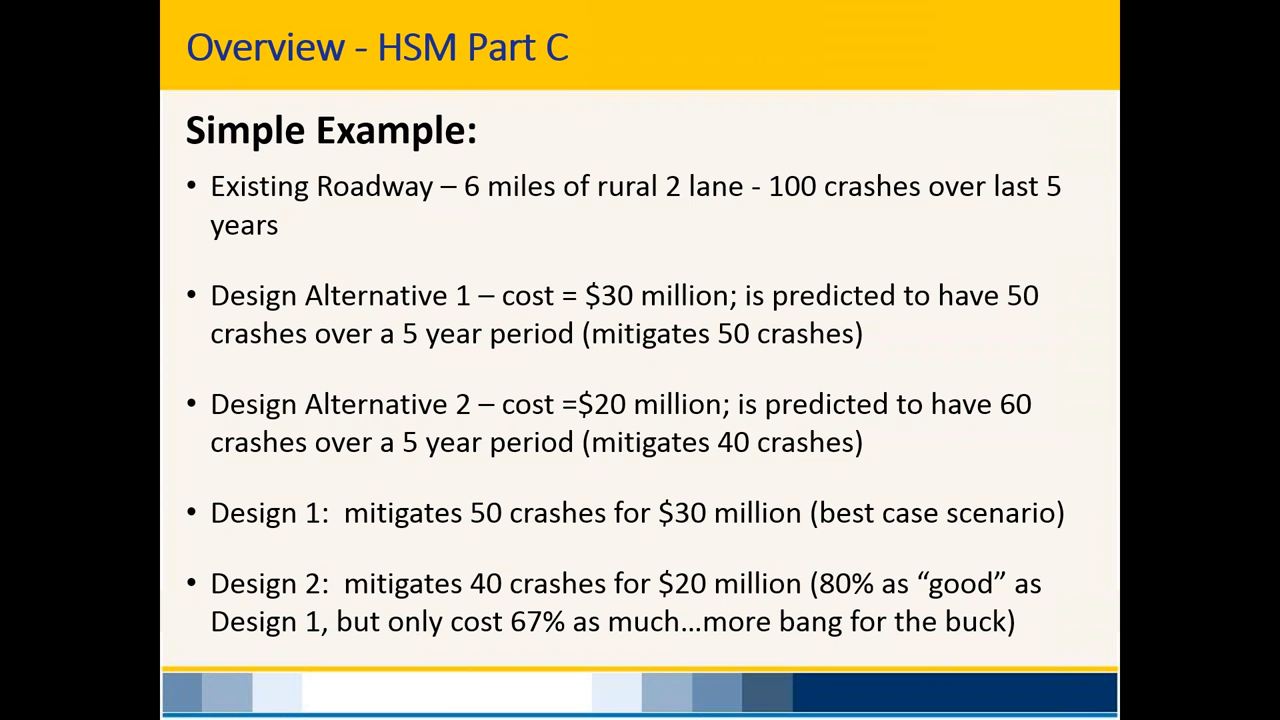 Overview - HSM Part C
Simple Example:
• Existing Roadway – 6 miles of rural 2 lane - 100 crashes over last 5
years
• Design Alternative 1 – cost = $30 million; is predicted to have 50
crashes over a 5 year period (mitigates 50 crashes)
• Design Alternative 2 – cost =$20 million; is predicted to have 60
crashes over a 5 year period (mitigates 40 crashes)
• Design 1:  mitigates 50 crashes for $30 million (best case scenario)
• Design 2:  mitigates 40 crashes for $20 million (80% as “good” as
Design 1, but only cost 67% as much…more bang for the buck)